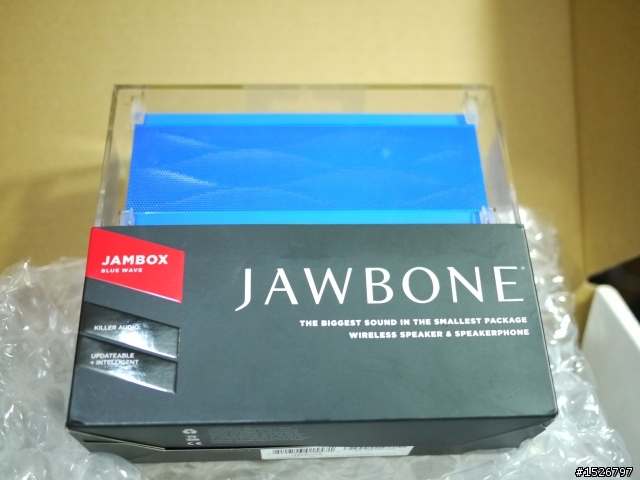 JAMBOX
BLUE WAVE
JAWBONE®
THE BIGGEST SOUND IN THE SMALLEST PACKAGE
WIRELESS SPEAKER & SPEAKERPHONE
KILLER AUDIO
UPDATEABLE
+ INTELLIGENT
#1526797